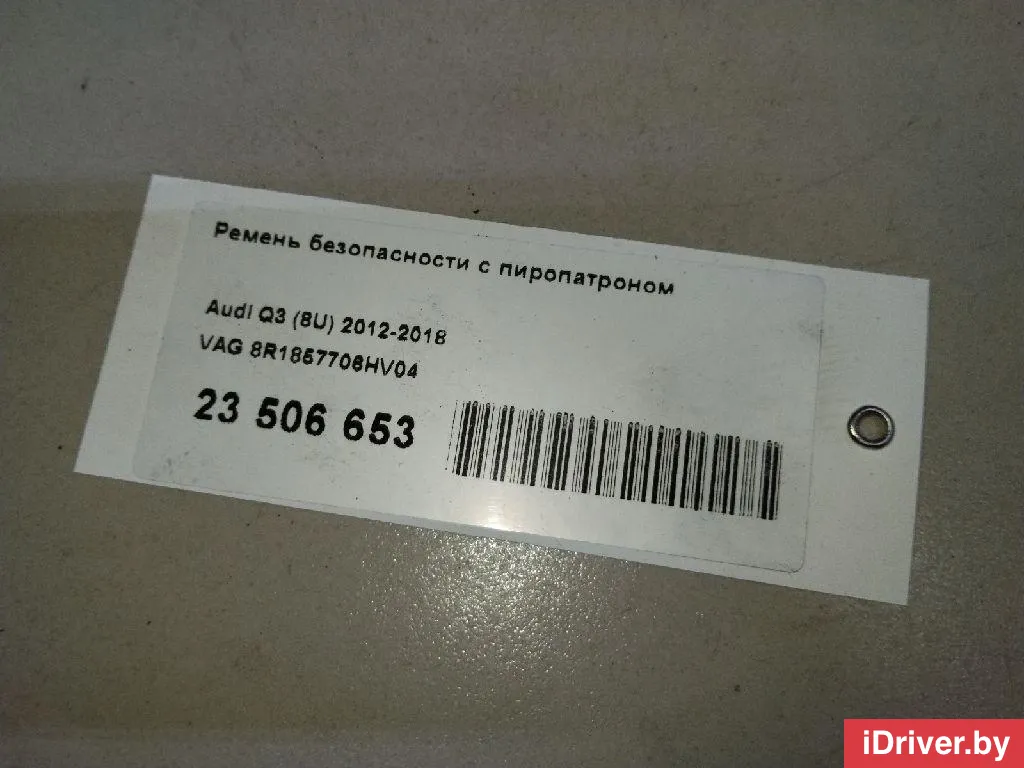 Ремень безопасности с пиропатроном
Audi Q3 (8U) 2012-2018
VAG 8R1857706HV04
23 506 653
iDriver.by